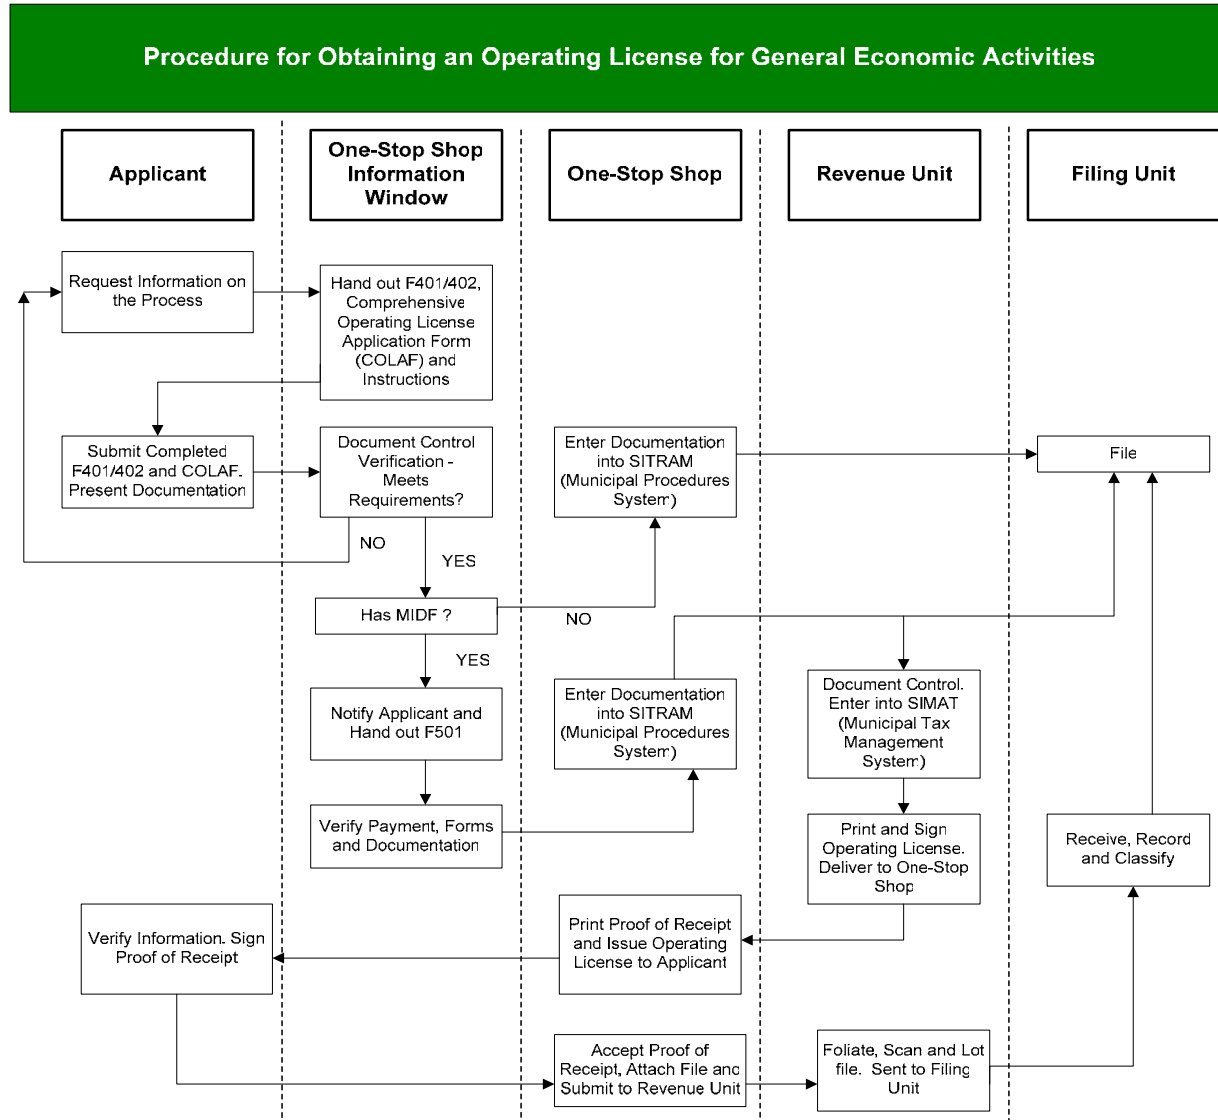 Procedure for Obtaining an Operating License for General Economic Activities
Applicant
One-Stop Shop
Information
Window
One-Stop Shop
Revenue Unit
Filing Unit
Request Information on
the Process
Hand out F401/402,
Comprehensive
Operating License
Application Form
(COLAF) and
Instructions
Submit Completed
F401/402 and COLAF.
Present Documentation
Document Control
Verification -
Meets
Requirements?
Enter Documentation
into SITRAM
(Municipal Procedures
System)
File
NO
YES
Has MIDF ?
NO
YES
Notify Applicant and
Hand out F501
Enter Documentation
into SITRAM
(Municipal Procedures
System)
Document Control.
Enter into SIMAT
(Municipal Tax
Management
System)
Verify Payment, Forms
and Documentation
Print and Sign
Operating License.
Deliver to One-Stop
Shop
Receive, Record
and Classify
Verify Information. Sign
Proof of Receipt
Print Proof of Receipt
and Issue Operating
License to Applicant
Accept Proof of
Receipt, Attach File and
Submit to Revenue Unit
Foliate, Scan and Lot
file. Sent to Filing
Unit